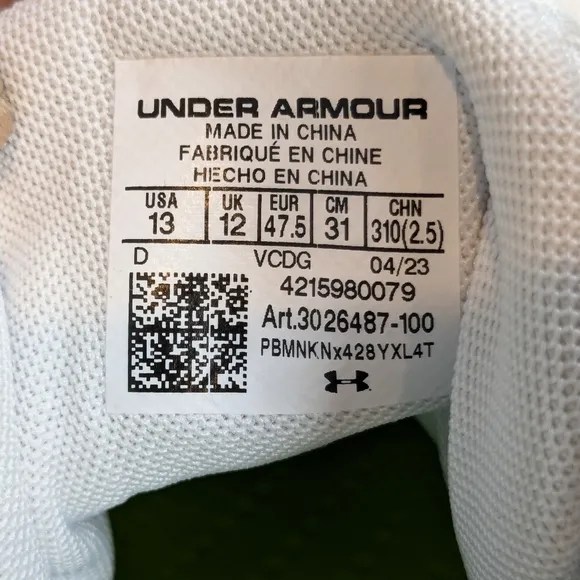 UNDER ARMOUR
MADE IN CHINA
FABRIQUÉ EN CHINE
HECHO EN CHINA
USA UK EUR CM CHN
13 12 47.5 31 310(2.5)
D VCDG 04/23
4215980079
Art.3026487-100
PBMNKNx428YXL4T